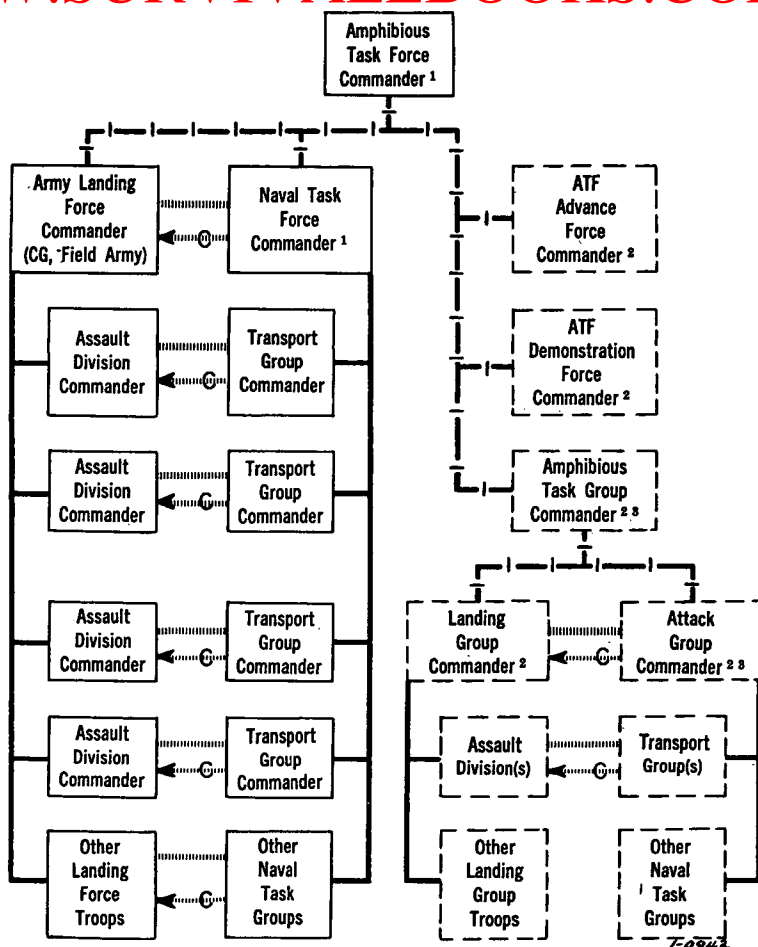 Amphibious
Task Force
Commander ¹
Army Landing
Force
Commander
(CG, Field Army)
Naval Task
Force
Commander ¹
ATF
Advance
Force
Commander ²
Assault
Division
Commander
Transport
Group
Commander
C
ATF
Demonstration
Force
Commander ²
Assault
Division
Commander
Transport
Group
Commander
C
Amphibious
Task Group
Commander ² ³
Assault
Division
Commander
Transport
Group
Commander
C
Landing
Group
Commander ²
Attack
Group
Commander ² ³
C
Assault
Division
Commander
Transport
Group
Commander
C
Assault
Division(s)
Transport
Group(s)
C
Other
Landing
Force
Troops
Other
Naval
Task
Groups
C
Other
Landing
Group
Troops
Other
Naval
Task
Groups